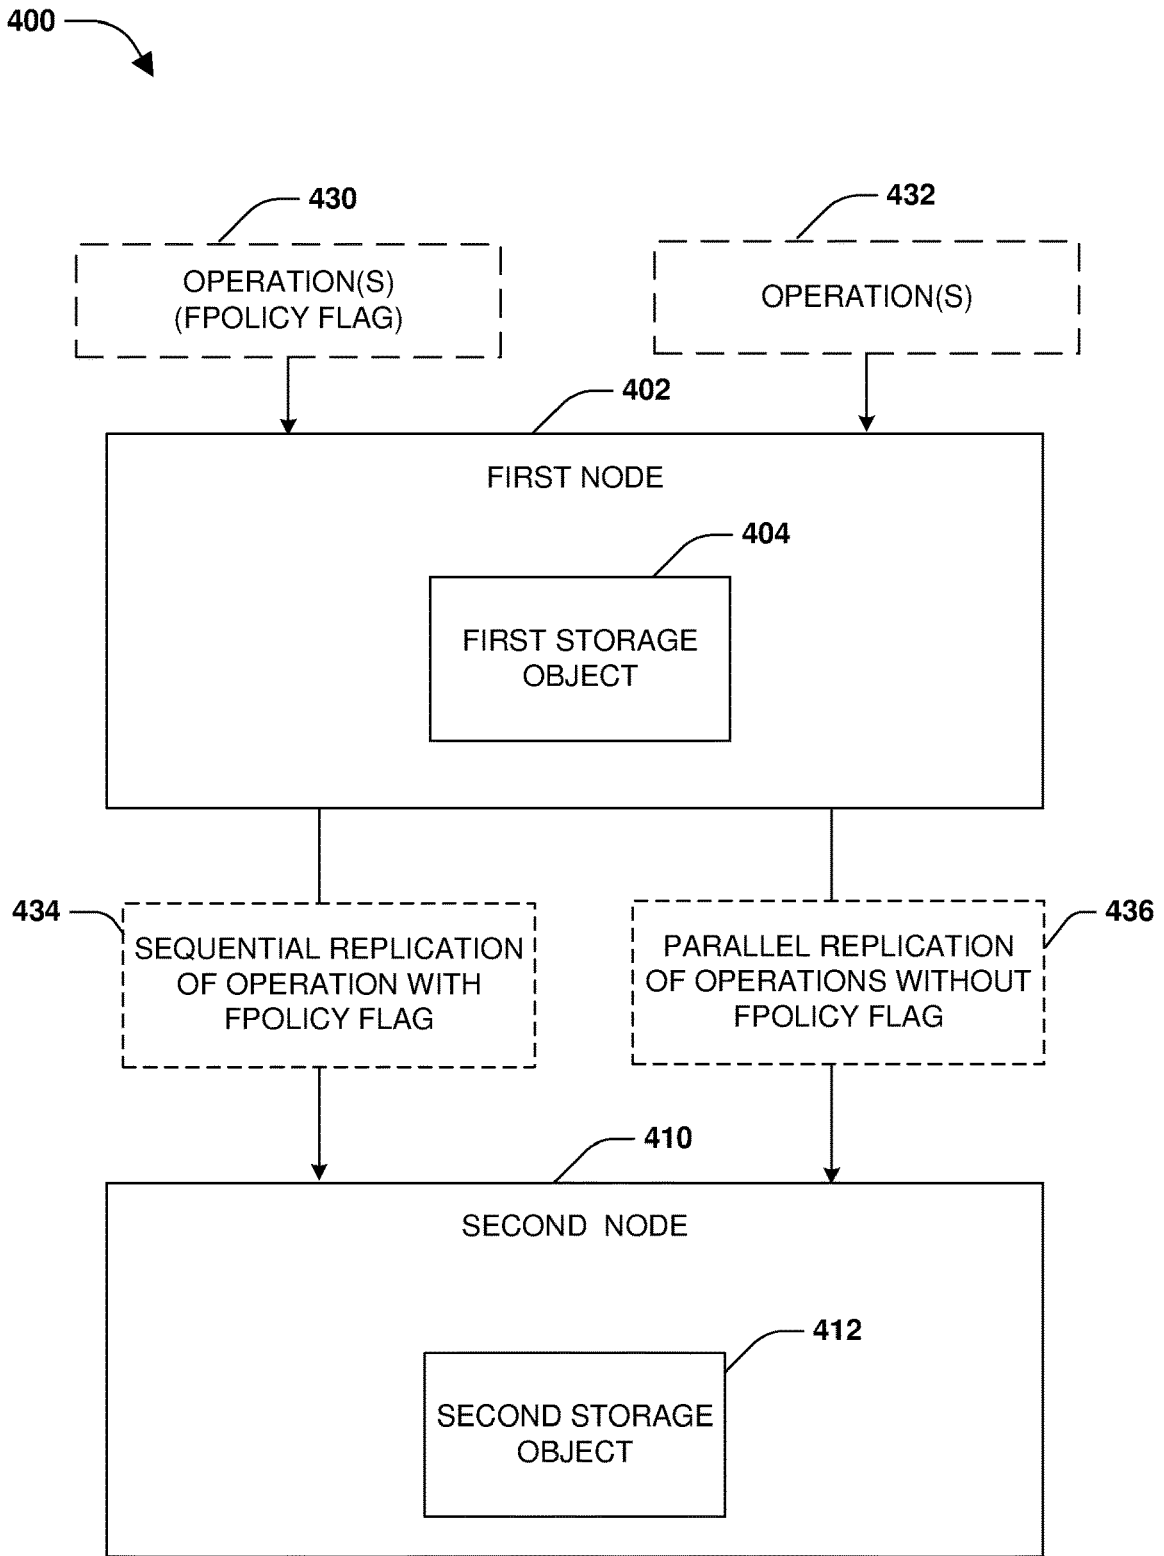 400
430
432
OPERATION(S)
(FPOLICY FLAG)
OPERATION(S)
402
FIRST NODE
404
FIRST STORAGE
OBJECT
434
SEQUENTIAL REPLICATION
OF OPERATION WITH
FPOLICY FLAG
PARALLEL REPLICATION
OF OPERATIONS WITHOUT
FPOLICY FLAG
436
410
SECOND NODE
412
SECOND STORAGE
OBJECT